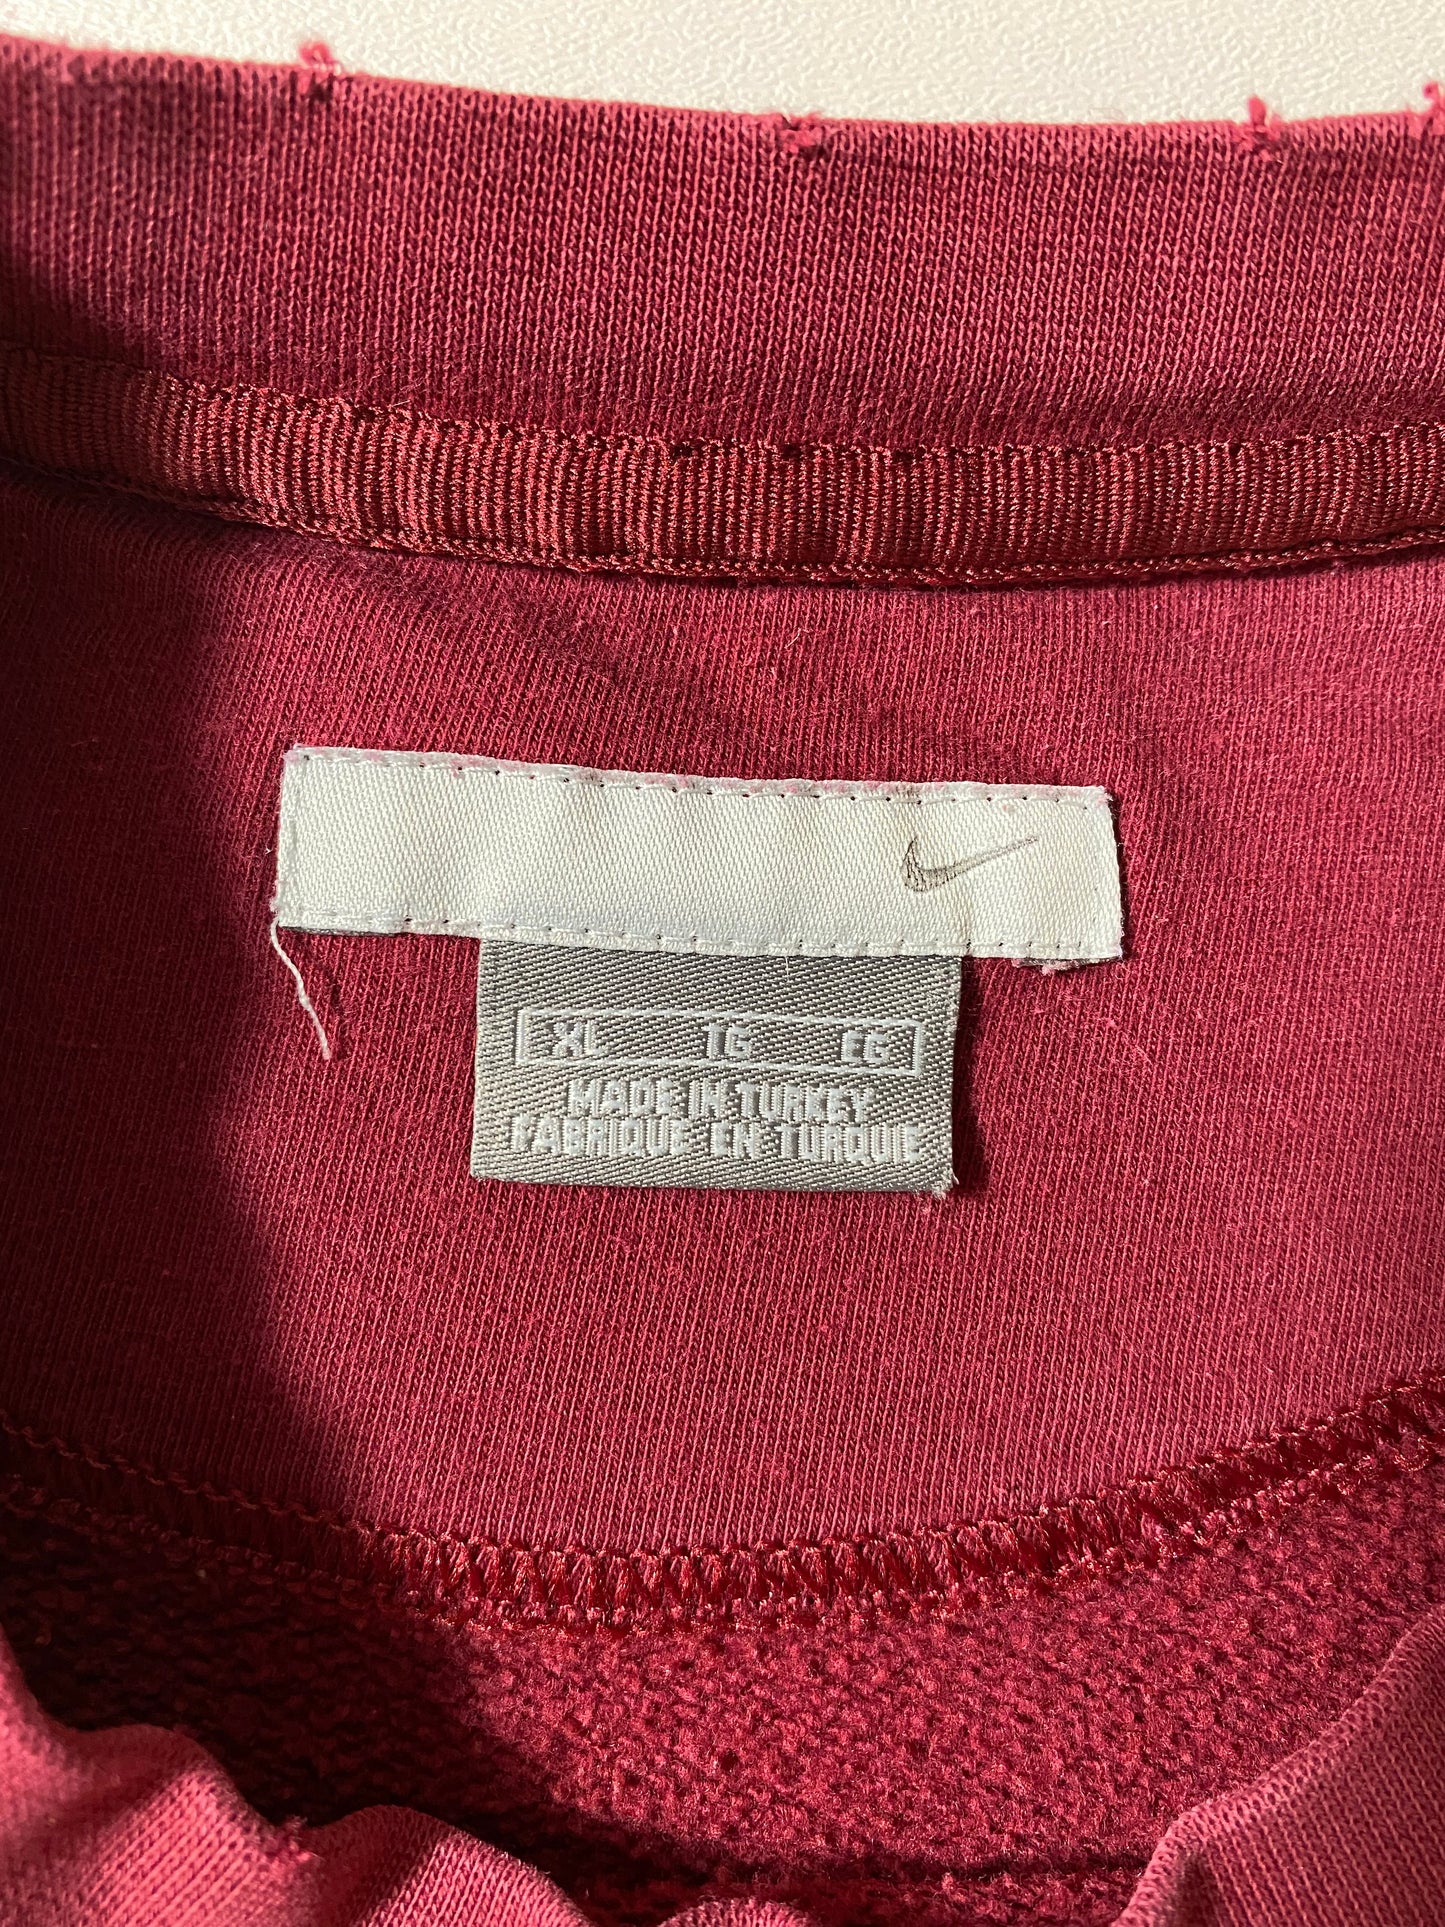 XL TG EG
MADE IN TURKEY
FABRIQUE EN TURQUIE